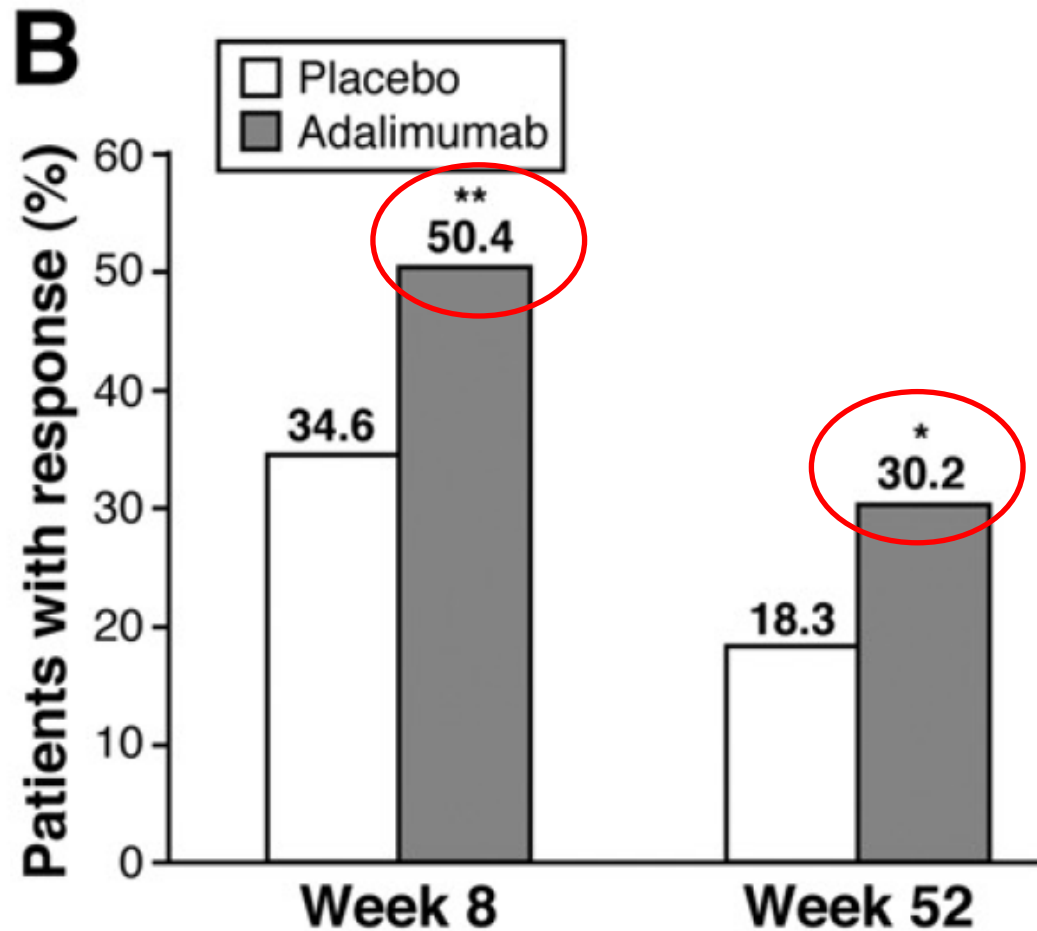 B
Placebo
Adalimumab
Patients with response (%)
60
50
40
30
20
10
0
34.6
**
50.4
18.3
*
30.2
Week 8
Week 52